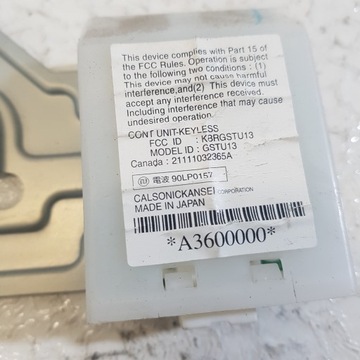 This device complies with Part 15 of
the FCC Rules. Operation is subject
to the following two conditions : (1)
This device may not cause harmful
interference,and(2) This device must
accept any interference received.
Including interference that may cause
undesired operation.
CONT UNIT-KEYLESS
FCC ID : KBRGSTU13
MODEL ID : GSTU13
Canada : 21111032365A
電波 90LP0157
CALSONICKANSEI CORPORATION
MADE IN JAPAN
*A3600000*